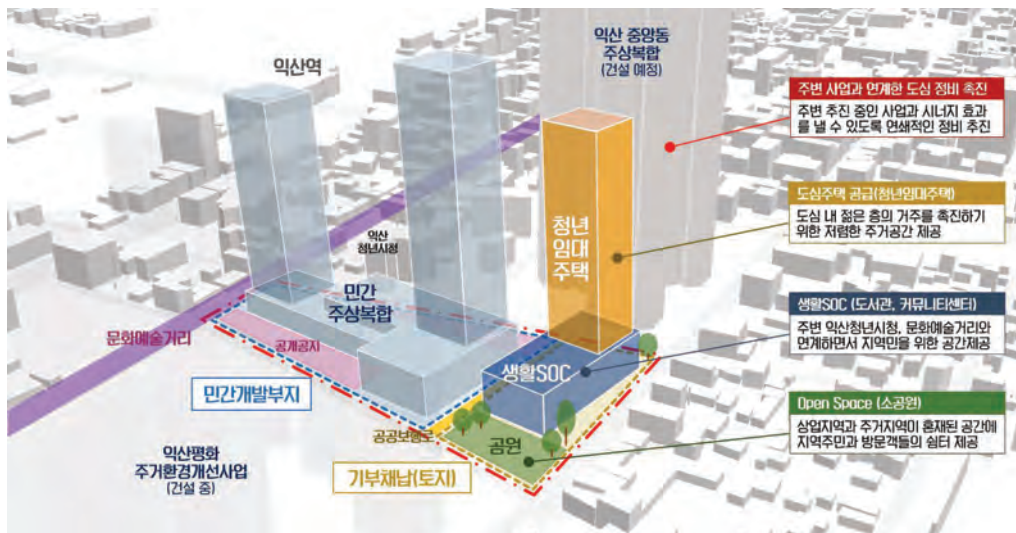 익산역
익산 중앙동
주상복합
(건설 예정)
주변 사업과 연계한 도심 정비 촉진
주변 추진 중인 사업과 시너지 효과
를 낼 수 있도록 연쇄적인 정비 추진
도심주택 공급(청년임대주택)
도심 내 젊은 층의 거주를 촉진하기
위한 저렴한 주거공간 제공
청년
임대
주택
익산
청년시청
민간
주상복합
생활SOC (도서관, 커뮤니티센터)
주변 익산청년시청, 문화예술거리와
연계하면서 지역민을 위한 공간제공
문화예술거리
공개공지
생활SOC
민간개발부지
Open Space (소공원)
상업지역과 주거지역이 혼재된 공간에
지역주민과 방문객들의 쉼터 제공
공공보행로
공원
익산평화
주거환경개선사업
(건설 중)
기부채납(토지)